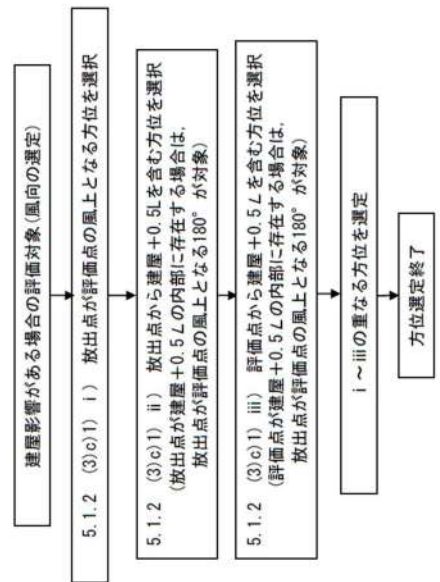 建屋影響がある場合の評価対象(風向の選定)
5.1.2 (3)c)1) ⅰ) 放出点が評価点の風上となる方位を選択
5.1.2 (3)c)1) ⅱ) 放出点から建屋+0.5Lを含む方位を選択
(放出点が建屋+0.5Lの内部に存在する場合は,
放出点が評価点の風上となる180°が対象)
5.1.2 (3)c)1) ⅲ) 評価点から建屋+0.5Lを含む方位を選択
(評価点が建屋+0.5Lの内部に存在する場合は,
放出点が評価点の風上となる180°が対象)
ⅰ~ⅲの重なる方位を選定
方位選定終了